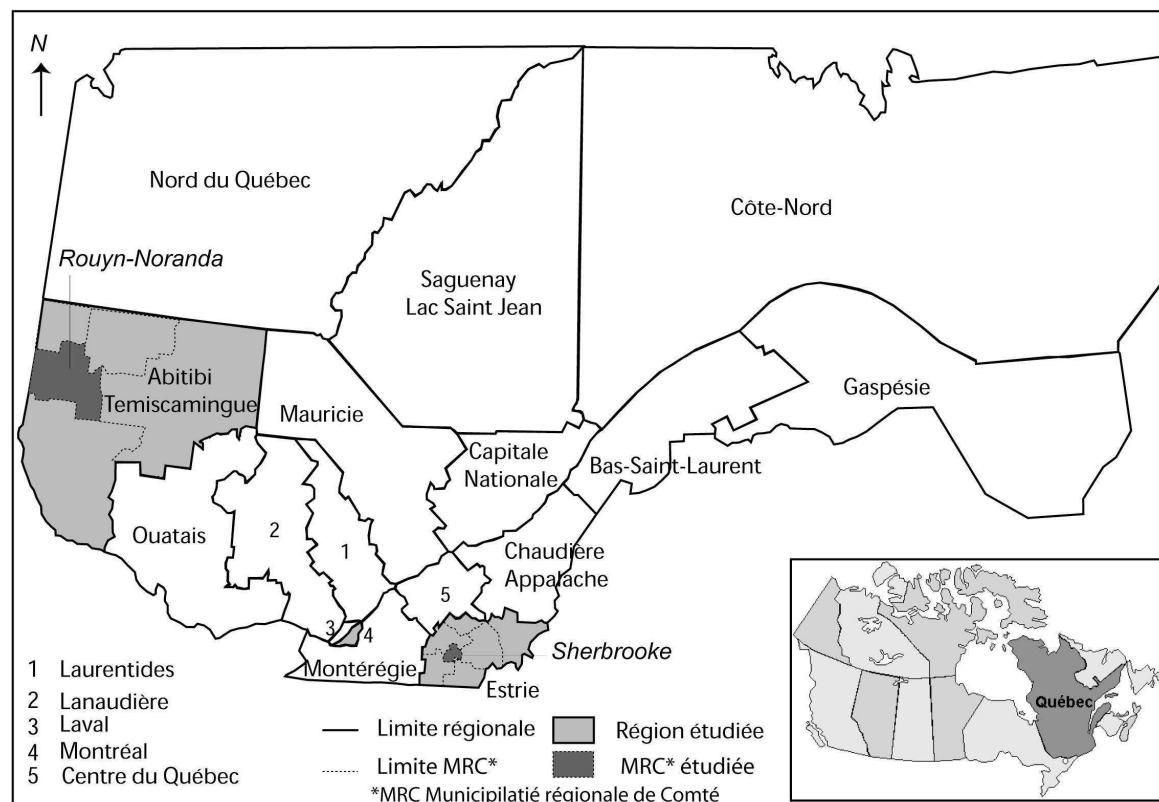 N
Nord du Québec
Côte-Nord
Rouyn-Noranda
Saguenay
Lac Saint Jean
Abitibi
Temiscamingue
Mauricie
Gaspésie
Capitale
Nationale
Bas-Saint-Laurent
Ouatais
2
1
Chaudière
Appalache
5
3
4
Sherbrooke
Montérégie
Estrie
1 Laurentides
2 Lanaudière
3 Laval
4 Montréal
5 Centre du Québec
Limite régionale
Région étudiée
Limite MRC*
MRC* étudiée
*MRC Municipilatié régionale de Comté
Québec